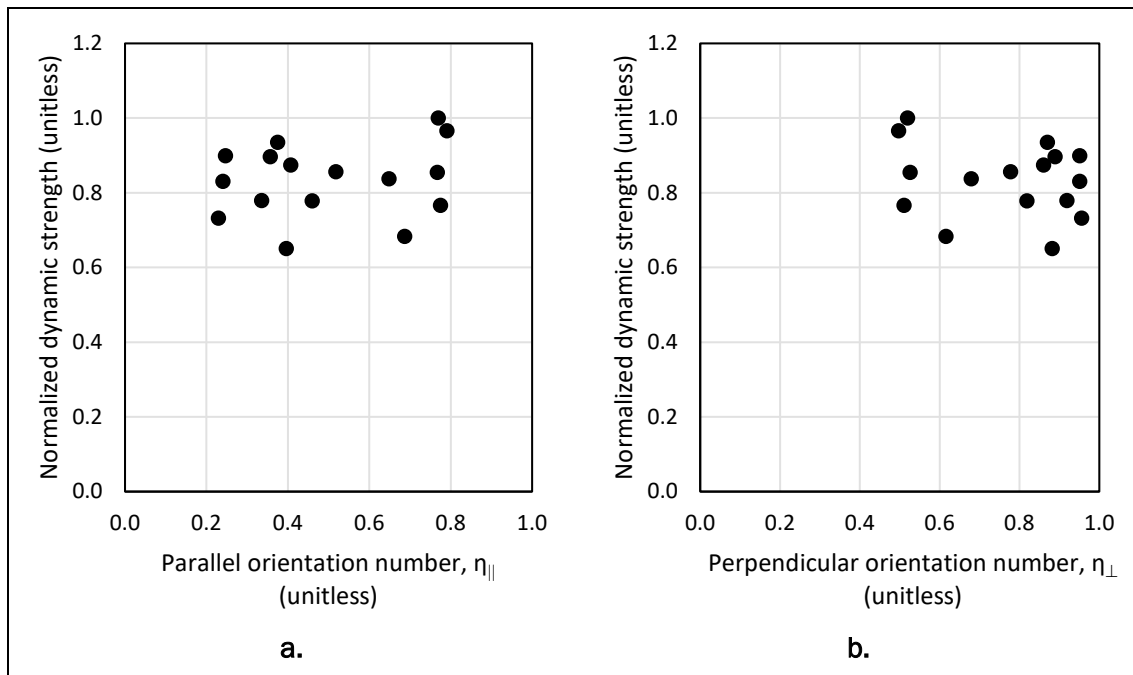 Normalized dynamic strength (unitless)
1.2
1.0
0.8
0.6
0.4
0.2
0.0
0.0 0.2 0.4 0.6 0.8 1.0
Parallel orientation number, η||
(unitless)
a.
Normalized dynamic strength (unitless)
1.2
1.0
0.8
0.6
0.4
0.2
0.0
0.0 0.2 0.4 0.6 0.8 1.0
Perpendicular orientation number, η⊥
(unitless)
b.